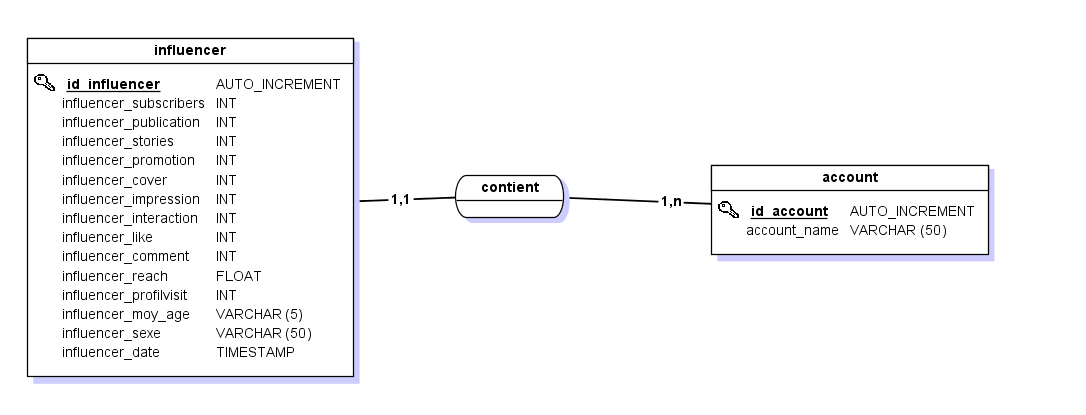 influencer
id_influencer AUTO_INCREMENT
influencer_subscribers INT
influencer_publication INT
influencer_stories INT
influencer_promotion INT
influencer_cover INT
influencer_impression INT
influencer_interaction INT
influencer_like INT
influencer_comment INT
influencer_reach FLOAT
influencer_profilvisit INT
influencer_moy_age VARCHAR (5)
influencer_sexe VARCHAR (50)
influencer_date TIMESTAMP
1,1
contient
1,n
account
id_account AUTO_INCREMENT
account_name VARCHAR (50)